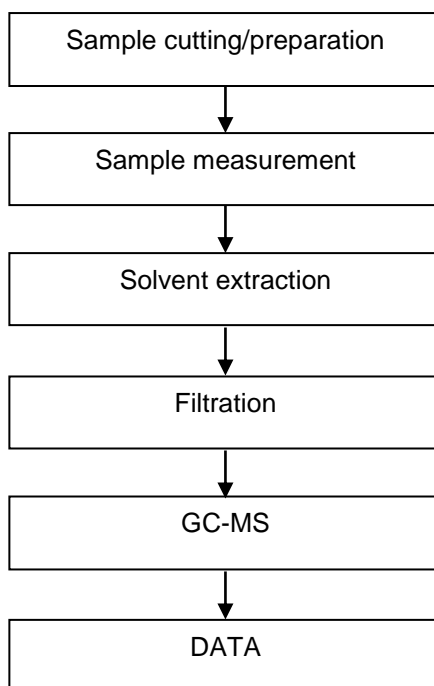 Sample cutting/preparation
Sample measurement
Solvent extraction
Filtration
GC-MS
DATA